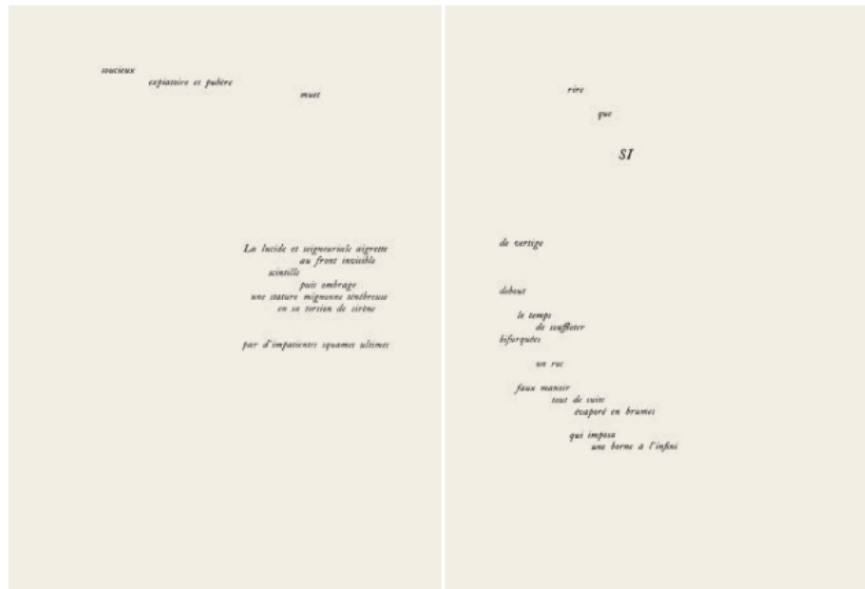 soucieux
expiatoire et pubère
muet
La lucide et seigneuriale aigrette
au front invisible
scintille
puis ombrage
une stature mignonne ténébreuse
en sa torsion de sirène
par d'impatientes squames ultimes
rire
que
SI
de vertige
debout
le temps
de souffleter
bifurquées
un roc
faux manoir
tout de suite
évaporé en brumes
qui imposa
une borne à l'infini